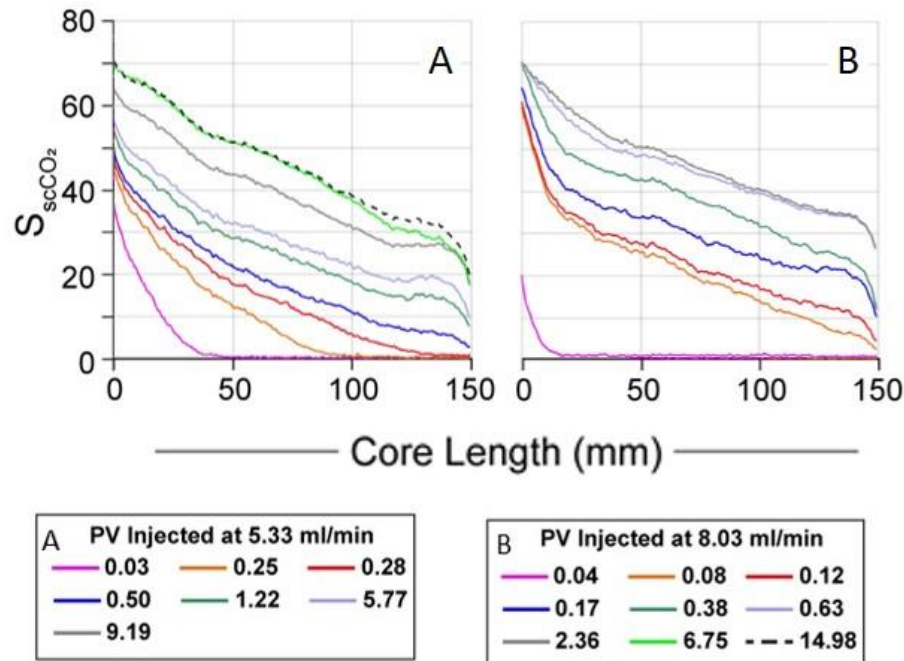 80
A
B
60
S_scCO₂
40
20
0
0 50 100 150 0 50 100 150
Core Length (mm)
A PV Injected at 5.33 ml/min
0.03 0.25 0.28
0.50 1.22 5.77
9.19
B PV Injected at 8.03 ml/min
0.04 0.08 0.12
0.17 0.38 0.63
2.36 6.75 14.98